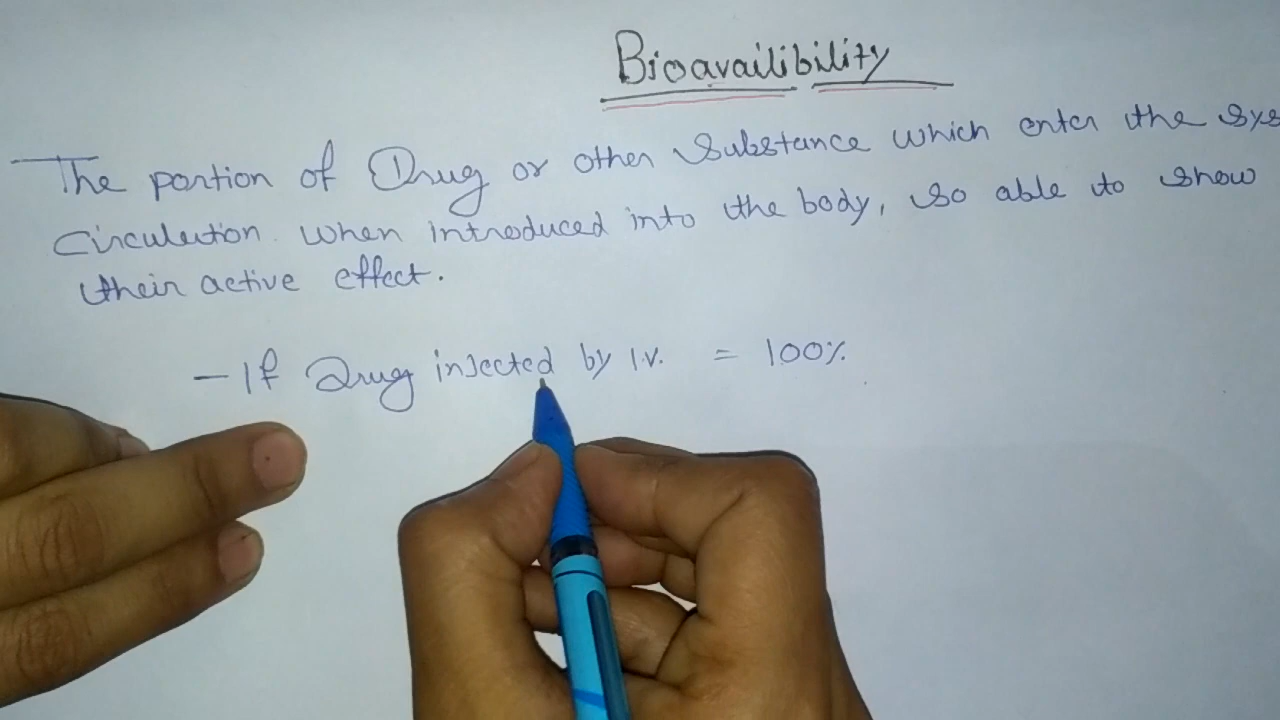 Bioavailibility
The portion of Drug or other Substance which enter the sys
Circulation when introduced into the body, so able to show
their active effect.
- If Drug injected by I.V. = 100%